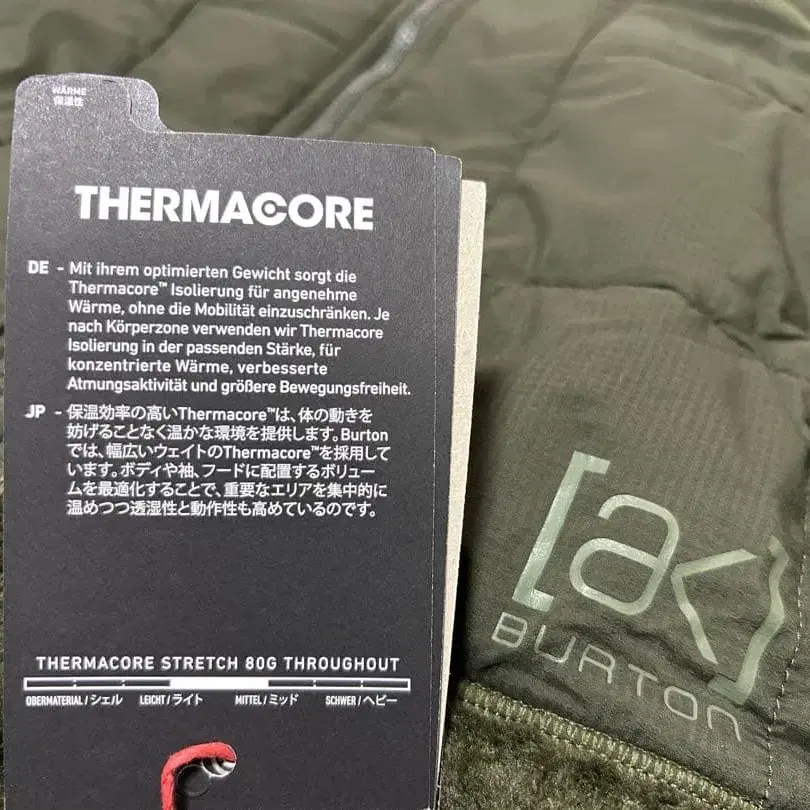 WÄRME
保温性
THERMACORE
DE - Mit ihrem optimierten Gewicht sorgt die
Thermacore™ Isolierung für angenehme
Wärme, ohne die Mobilität einzuschränken. Je
nach Körperzone verwenden wir Thermacore
Isolierung in der passenden Stärke, für
konzentrierte Wärme, verbesserte
Atmungsaktivität und größere Bewegungsfreiheit.
JP - 保温効率の高いThermacore™は、体の動きを
妨げることなく温かな環境を提供します。Burton
では、幅広いウェイトのThermacore™を採用して
います。ボディや袖、フードに配置するボリュー
ムを最適化することで、重要なエリアを集中的に
温めつつ透湿性と動作性も高めているのです。
THERMACORE STRETCH 80G THROUGHOUT
OBERMATERIAL / シェル LEICHT / ライト MITTEL / ミッド SCHWER / ヘビー
[ak]
BURTON